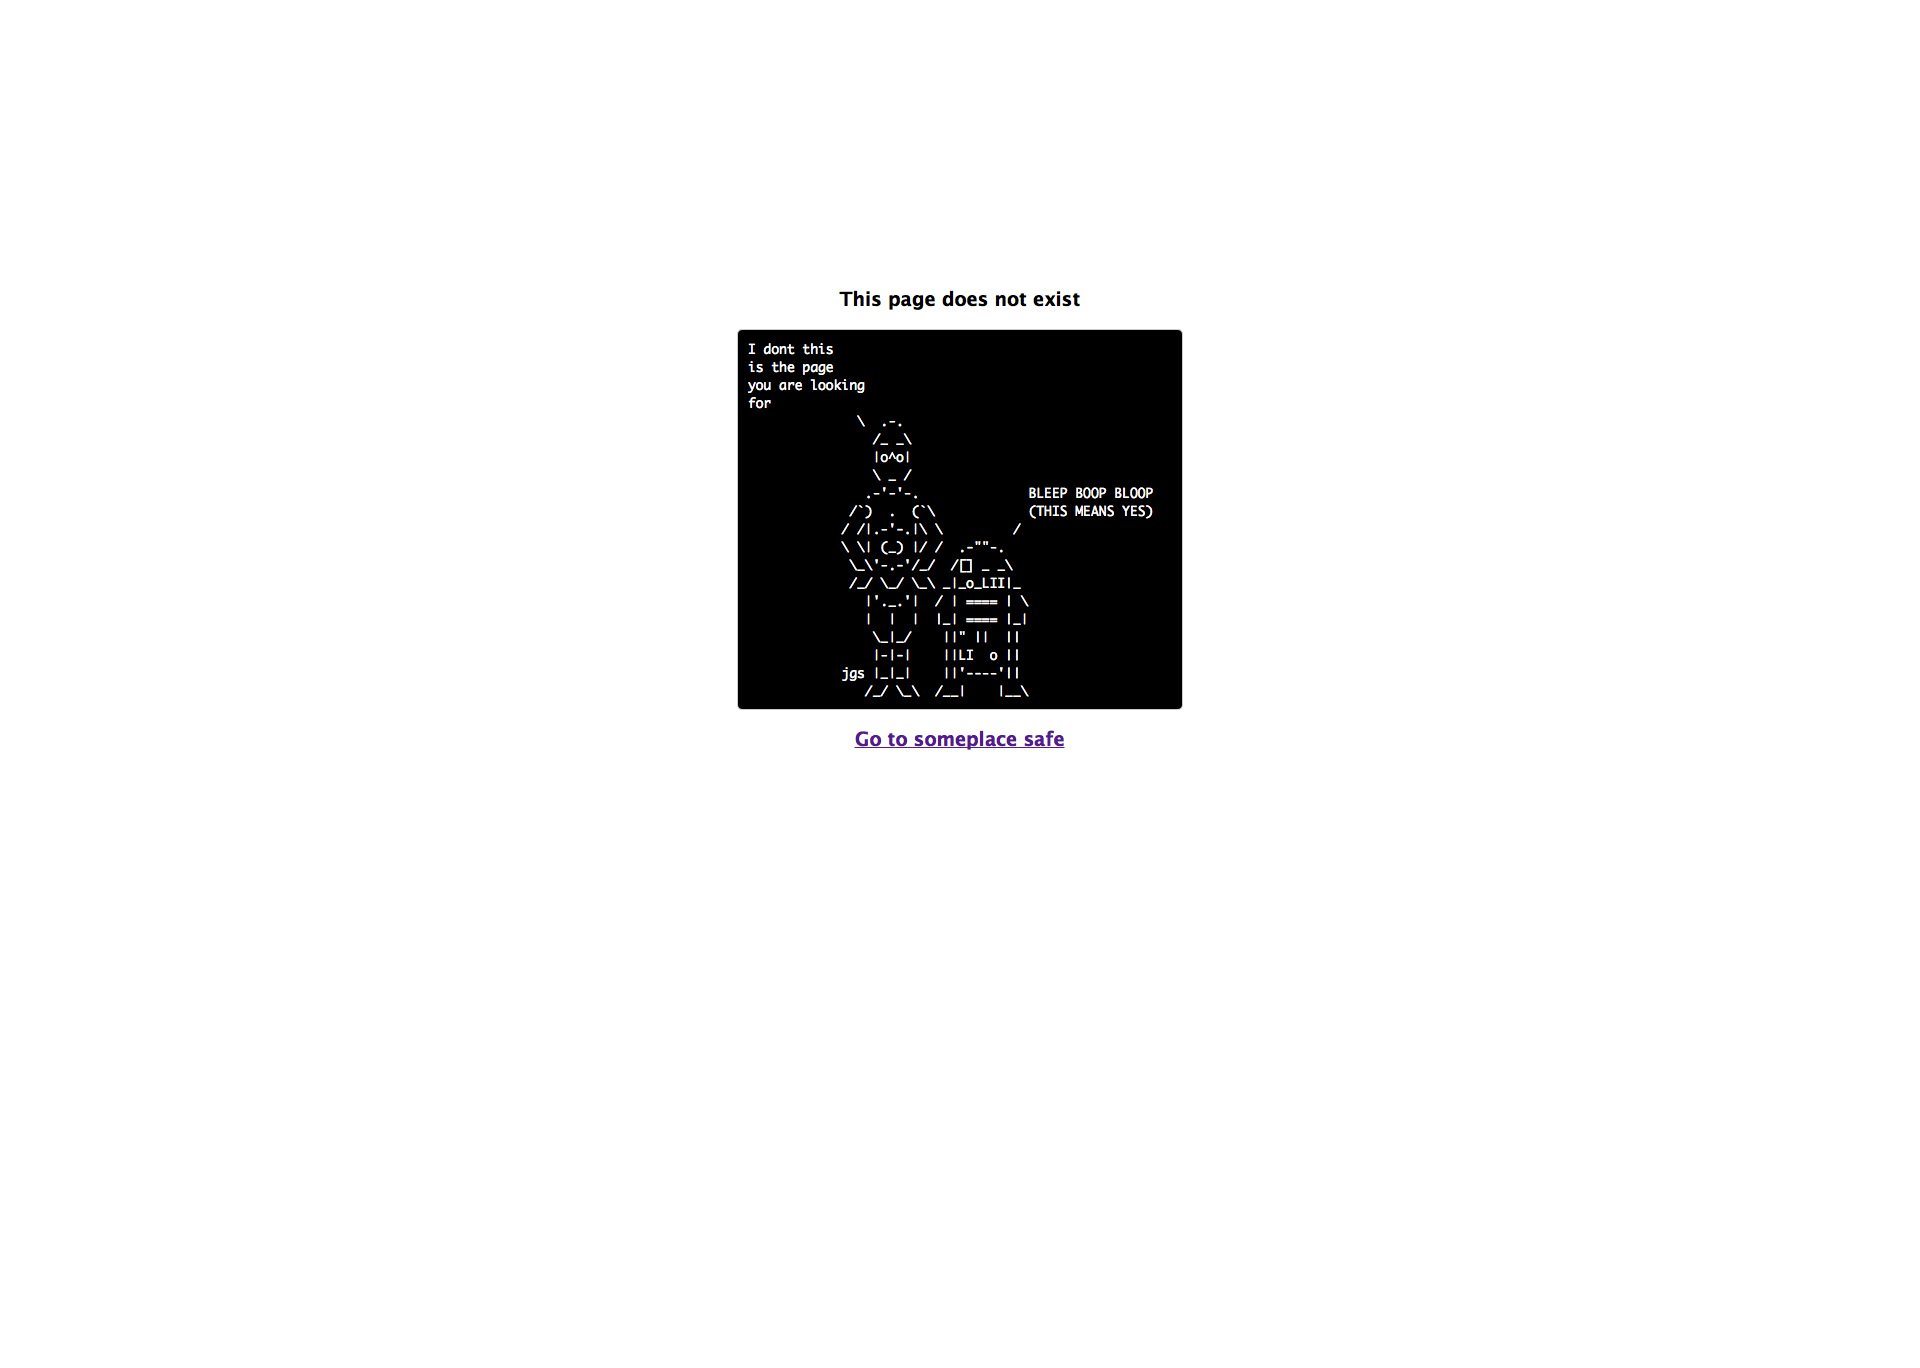 This page does not exist
I dont this
is the page
you are looking
for
BLEEP BOOP BLOOP
(THIS MEANS YES)
jgs
Go to someplace safe